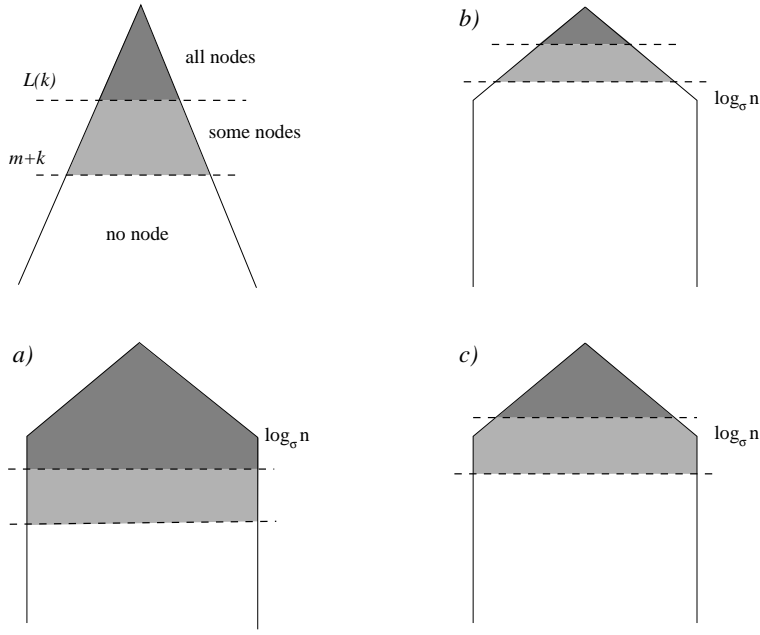 all nodes
L(k)
some nodes
m+k
no node
b)
log_σ n
a)
log_σ n
c)
log_σ n